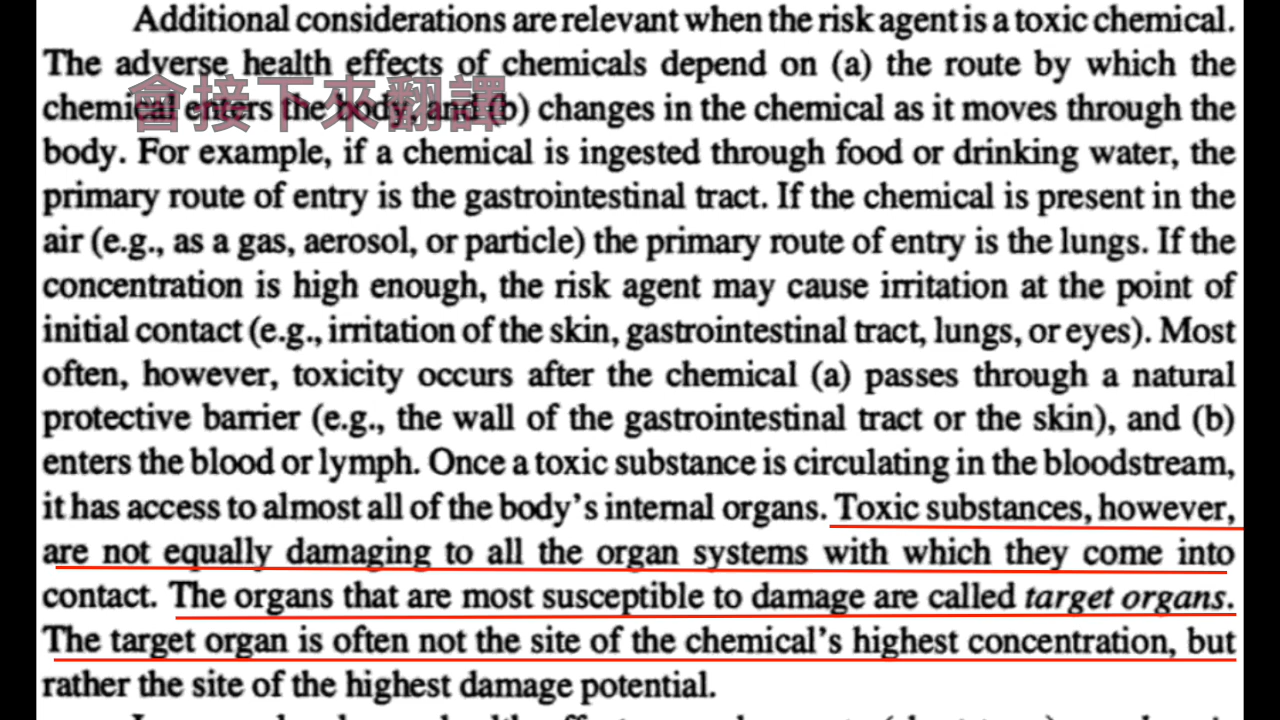 Additional considerations are relevant when the risk agent is a toxic chemical.
The adverse health effects of chemicals depend on (a) the route by which the
會接下來翻譯
chemical enters the body, and (b) changes in the chemical as it moves through the
body. For example, if a chemical is ingested through food or drinking water, the
primary route of entry is the gastrointestinal tract. If the chemical is present in the
air (e.g., as a gas, aerosol, or particle) the primary route of entry is the lungs. If the
concentration is high enough, the risk agent may cause irritation at the point of
initial contact (e.g., irritation of the skin, gastrointestinal tract, lungs, or eyes). Most
often, however, toxicity occurs after the chemical (a) passes through a natural
protective barrier (e.g., the wall of the gastrointestinal tract or the skin), and (b)
enters the blood or lymph. Once a toxic substance is circulating in the bloodstream,
it has access to almost all of the body's internal organs. Toxic substances, however,
are not equally damaging to all the organ systems with which they come into
contact. The organs that are most susceptible to damage are called target organs.
The target organ is often not the site of the chemical's highest concentration, but
rather the site of the highest damage potential.